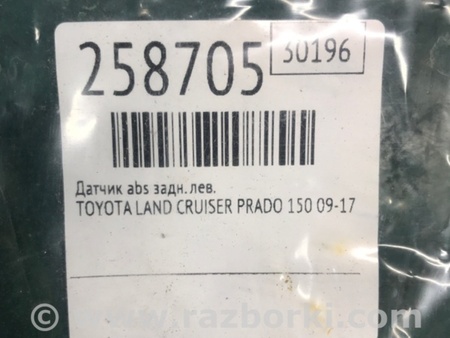 258705
30196
Датчик abs задн.лев.
TOYOTA LAND CRUISER PRADO 150 09-17
© www.razborki.com